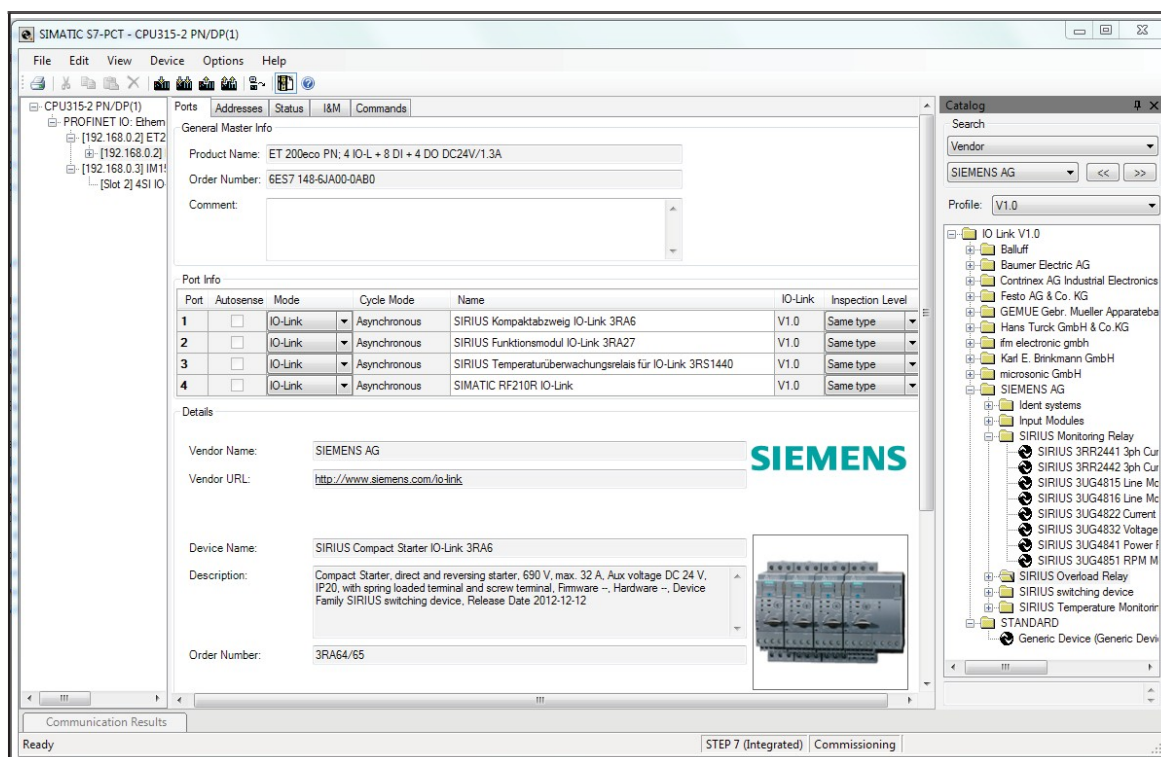 SIMATIC S7-PCT - CPU315-2 PN/DP(1)
File Edit View Device Options Help
CPU315-2 PN/DP(1)
PROFINET IO: Ethern
[192.168.0.2] ET2
[192.168.0.2]
[192.168.0.3] IM15
[Slot 2] 4SI IO-
Ports Addresses Status I&M Commands
General Master Info
Product Name: ET 200eco PN; 4 IO-L + 8 DI + 4 DO DC24V/1.3A
Order Number: 6ES7 148-6JA00-0AB0
Comment:
Port Info
Port Autosense Mode Cycle Mode Name IO-Link Inspection Level
1 IO-Link Asynchronous SIRIUS Kompaktabzweig IO-Link 3RA6 V1.0 Same type
2 IO-Link Asynchronous SIRIUS Funktionsmodul IO-Link 3RA27 V1.0 Same type
3 IO-Link Asynchronous SIRIUS Temperaturüberwachungsrelais für IO-Link 3RS1440 V1.0 Same type
4 IO-Link Asynchronous SIMATIC RF210R IO-Link V1.0 Same type
Details
Vendor Name: SIEMENS AG
SIEMENS
Vendor URL: http://www.siemens.com/io-link
Device Name: SIRIUS Compact Starter IO-Link 3RA6
Description: Compact Starter, direct and reversing starter, 690 V, max. 32 A, Aux voltage DC 24 V,
IP20, with spring loaded terminal and screw terminal, Firmware --, Hardware --, Device
Family SIRIUS switching device, Release Date 2012-12-12
Order Number: 3RA64/65
Catalog
Search
Vendor
SIEMENS AG << >>
Profile: V1.0
IO Link V1.0
Balluff
Baumer Electric AG
Contrinex AG Industrial Electronics
Festo AG & Co. KG
GEMUE Gebr. Mueller Apparateba
Hans Turck GmbH & Co.KG
ifm electronic gmbh
Karl E. Brinkmann GmbH
microsonic GmbH
SIEMENS AG
Ident systems
Input Modules
SIRIUS Monitoring Relay
SIRIUS 3RR2441 3ph Cur
SIRIUS 3RR2442 3ph Cur
SIRIUS 3UG4815 Line Mo
SIRIUS 3UG4816 Line Mo
SIRIUS 3UG4822 Current
SIRIUS 3UG4832 Voltage
SIRIUS 3UG4841 Power F
SIRIUS 3UG4851 RPM M
SIRIUS Overload Relay
SIRIUS switching device
SIRIUS Temperature Monitorin
STANDARD
Generic Device (Generic Devi
Communication Results
Ready STEP 7 (Integrated) Commissioning